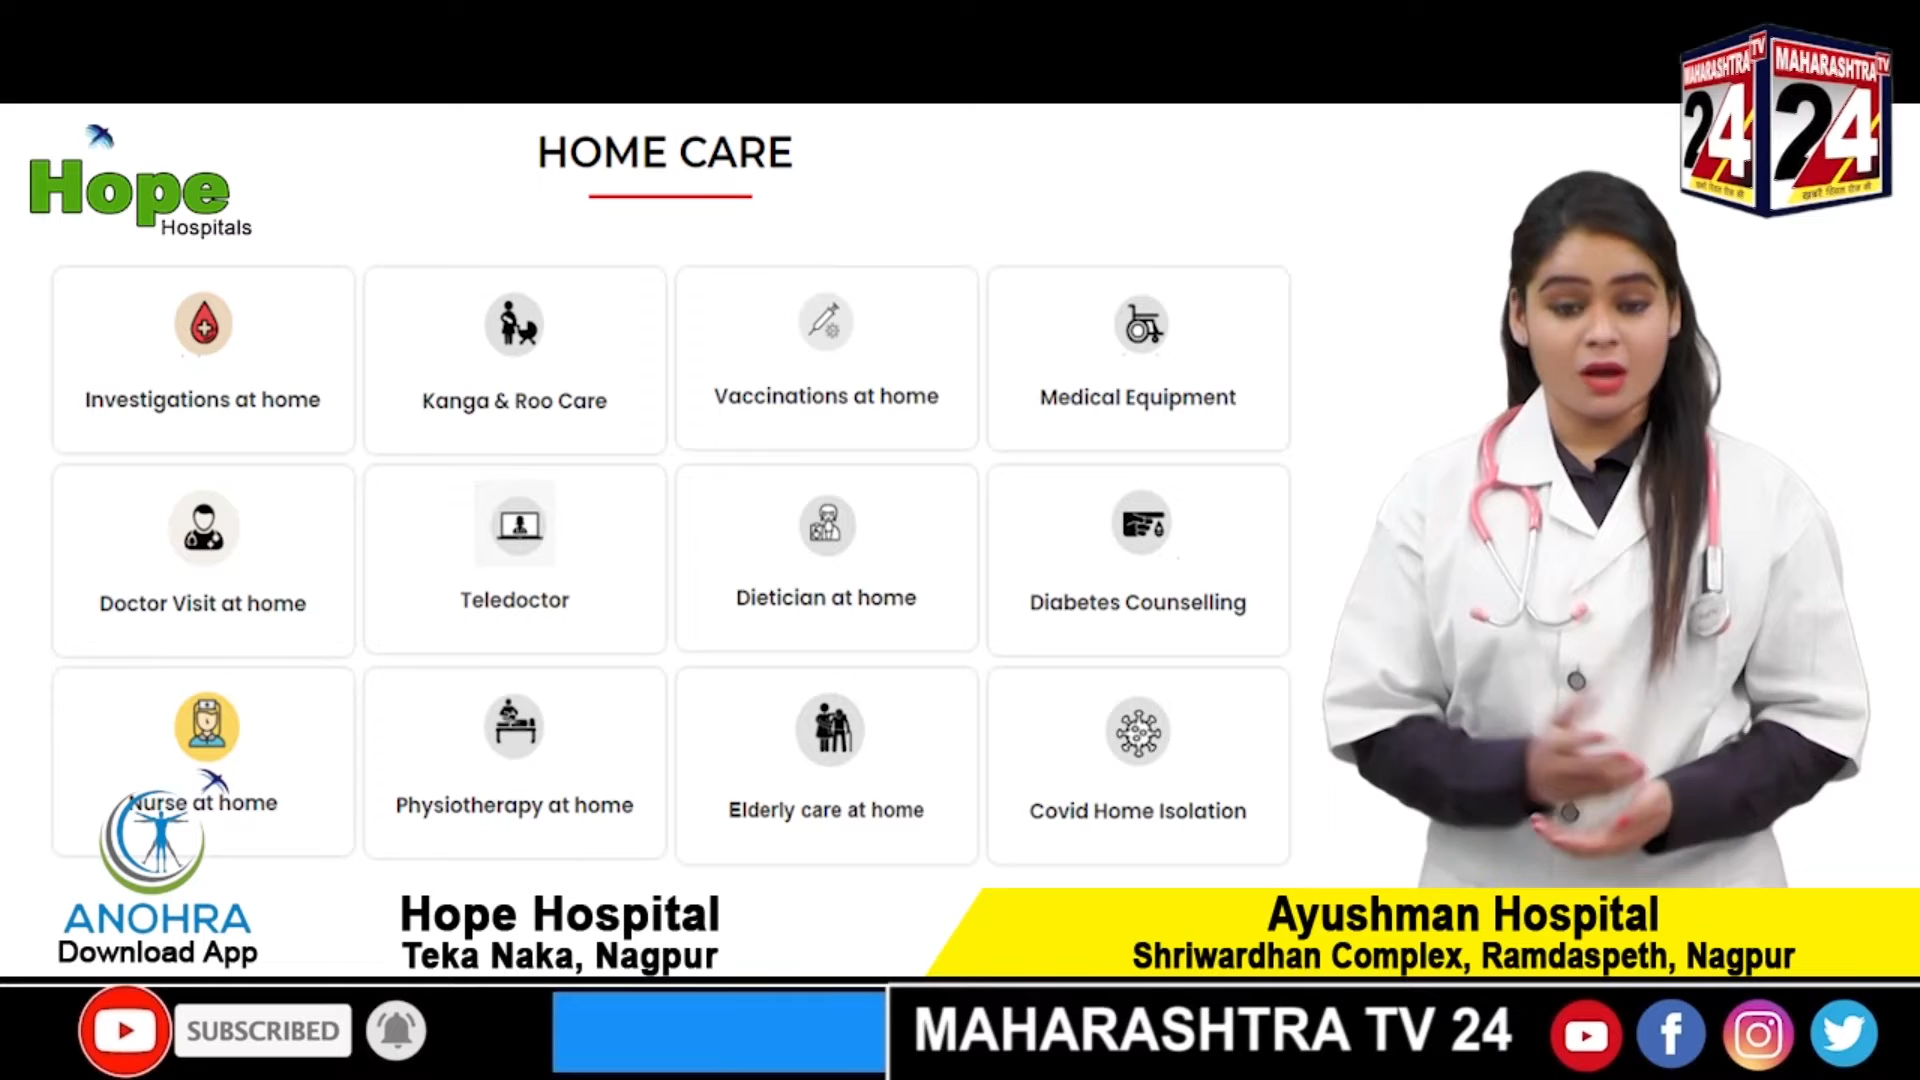 HOME CARE
Hope
Hospitals
MAHARASHTRA TV
24
MAHARASHTRA TV
24
Investigations at home
Kanga & Roo Care
Vaccinations at home
Medical Equipment
Doctor Visit at home
Teledoctor
Dietician at home
Diabetes Counselling
Nurse at home
Physiotherapy at home
Elderly care at home
Covid Home Isolation
ANOHRA
Download App
Hope Hospital
Teka Naka, Nagpur
Ayushman Hospital
Shriwardhan Complex, Ramdaspeth, Nagpur
SUBSCRIBED
MAHARASHTRA TV 24